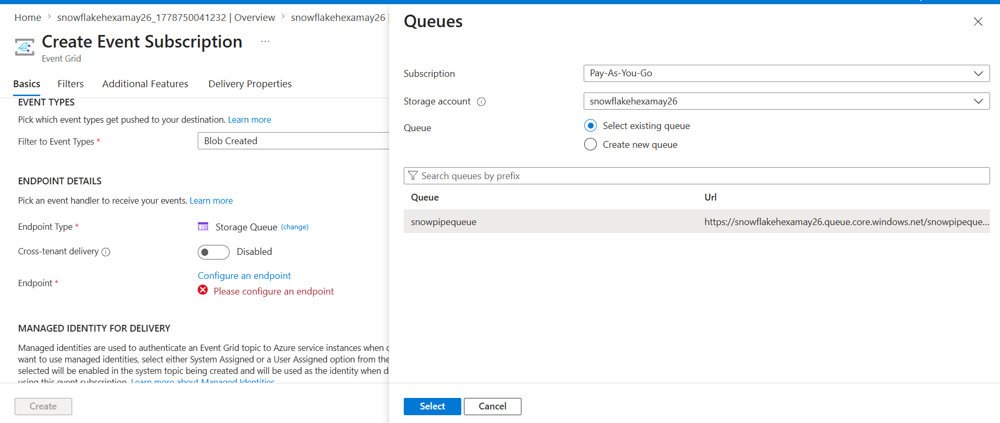 Home > snowflakehexamay26_1778750041232 | Overview > snowflakehexamay26 |
Create Event Subscription ...
Event Grid
Basics Filters Additional Features Delivery Properties
EVENT TYPES
Pick which event types get pushed to your destination. Learn more
Filter to Event Types * Blob Created
ENDPOINT DETAILS
Pick an event handler to receive your events. Learn more
Endpoint Type * Storage Queue (change)
Cross-tenant delivery Disabled
Endpoint * Configure an endpoint
Please configure an endpoint
MANAGED IDENTITY FOR DELIVERY
Managed identities are used to authenticate an Event Grid topic to Azure service instances when
want to use managed identities, select either System Assigned or a User Assigned option from the
selected will be enabled in the system topic being created and will be used as the identity when
using this event subscription. Learn more about Managed Identities
Create
Queues
Subscription Pay-As-You-Go
Storage account snowflakehexamay26
Queue Select existing queue
Create new queue
Search queues by prefix
Queue Url
snowpipequeue https://snowflakehexamay26.queue.core.windows.net/snowpipeque...
Select Cancel